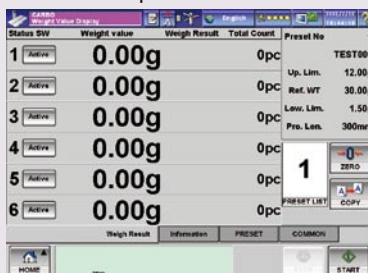 CARBO
Weight Value Display
English
Status SW Weight value Weigh Result Total Count Preset No
1 Active 0.00g 0pc
TEST00
2 Active 0.00g 0pc
Up. Lim. 12.00
Ref. WT 30.00
3 Active 0.00g 0pc
Low. Lim. 1.50
Pro. Len. 300mm
4 Active 0.00g 0pc
1
0
ZERO
5 Active 0.00g 0pc
A A
PRESET LIST COPY
6 Active 0.00g 0pc
Weigh Result Information PRESET COMMON
HOME START